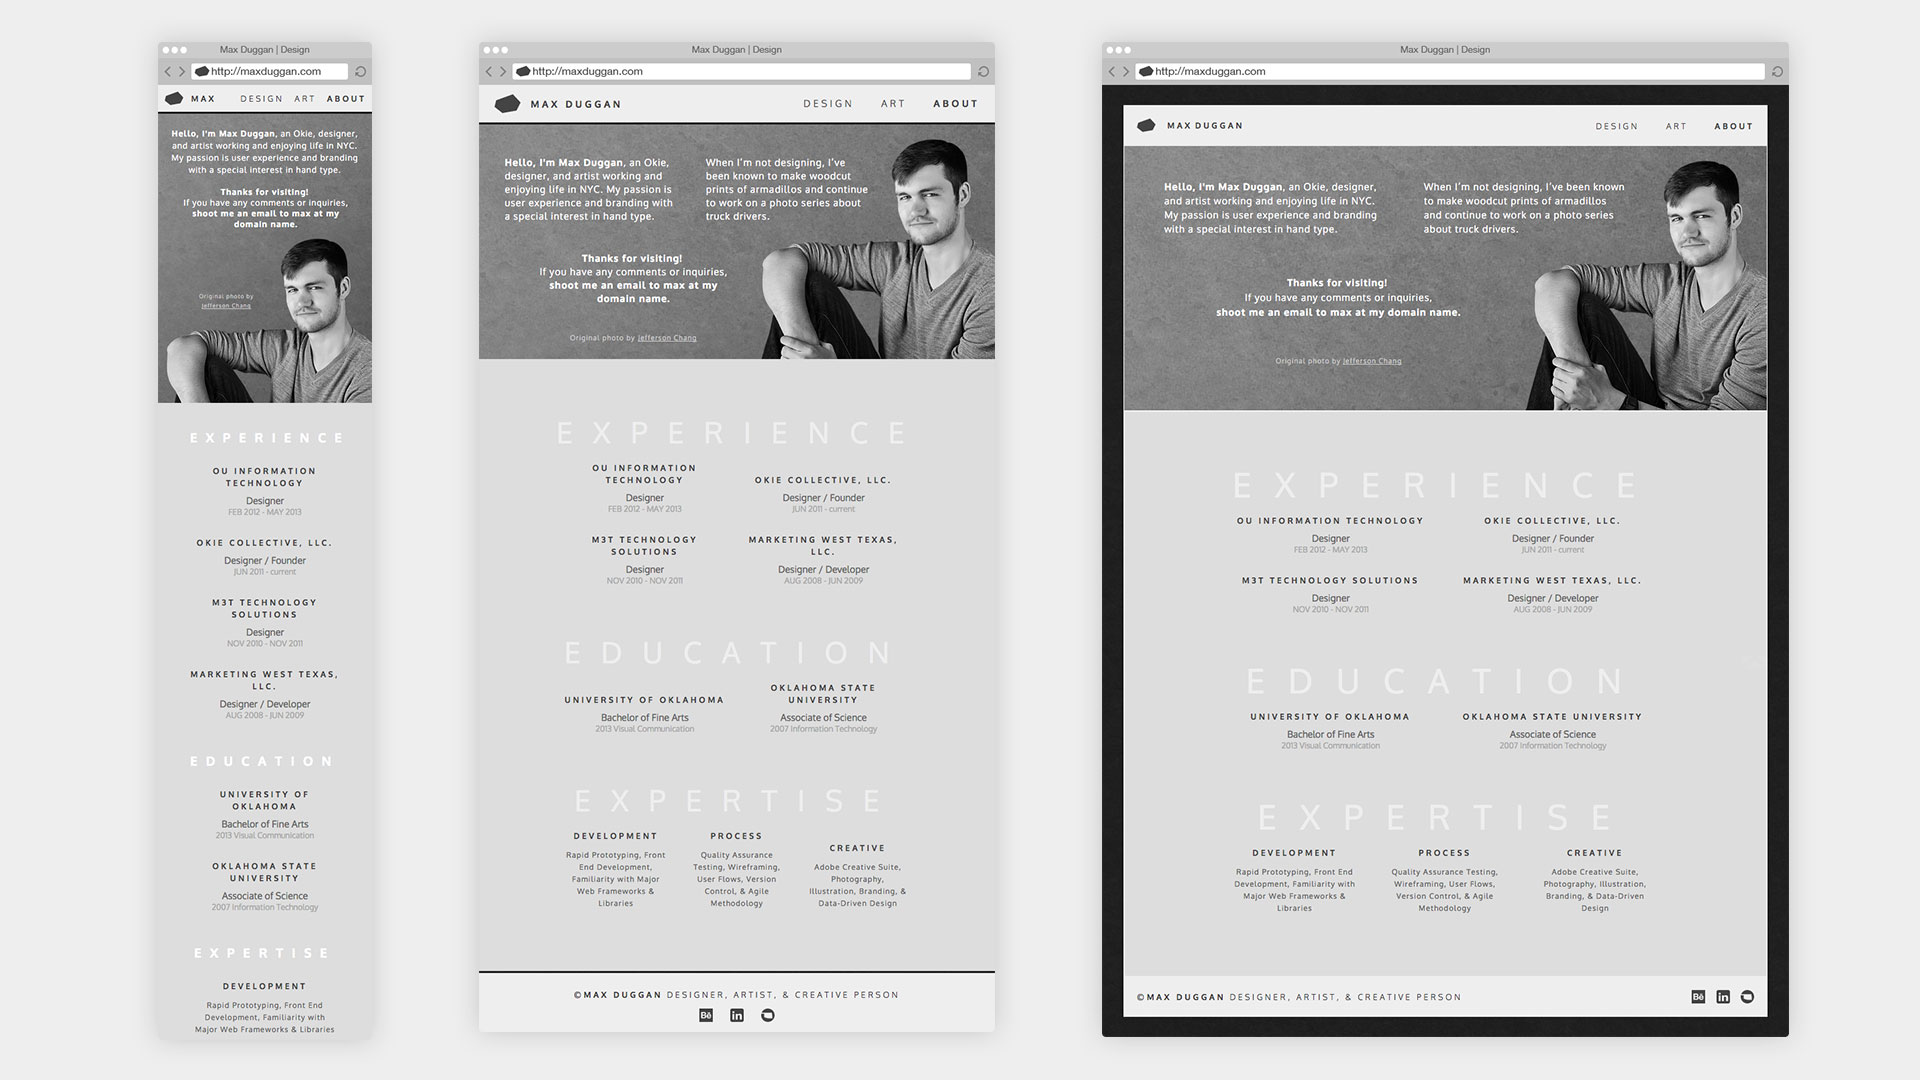 Max Duggan | Design
http://maxduggan.com
MAX DESIGN ART ABOUT
Hello, I'm Max Duggan, an Okie, designer,
and artist working and enjoying life in NYC.
My passion is user experience and branding
with a special interest in hand type.
Thanks for visiting!
If you have any comments or inquiries,
shoot me an email to max at my
domain name.
Original photo by
Jefferson Chang
EXPERIENCE
OU INFORMATION
TECHNOLOGY
Designer
FEB 2012 - MAY 2013
OKIE COLLECTIVE, LLC.
Designer / Founder
JUN 2011 - current
M3T TECHNOLOGY
SOLUTIONS
Designer
NOV 2010 - NOV 2011
MARKETING WEST TEXAS,
LLC.
Designer / Developer
AUG 2008 - JUN 2009
EDUCATION
UNIVERSITY OF
OKLAHOMA
Bachelor of Fine Arts
2013 Visual Communication
OKLAHOMA STATE
UNIVERSITY
Associate of Science
2007 Information Technology
EXPERTISE
DEVELOPMENT
Rapid Prototyping, Front End
Development, Familiarity with
Major Web Frameworks & Libraries
Max Duggan | Design
http://maxduggan.com
MAX DUGGAN DESIGN ART ABOUT
Hello, I'm Max Duggan, an Okie,
designer, and artist working and
enjoying life in NYC. My passion is
user experience and branding with
a special interest in hand type.
When I'm not designing, I've
been known to make woodcut
prints of armadillos and continue
to work on a photo series about
truck drivers.
Thanks for visiting!
If you have any comments or inquiries,
shoot me an email to max at my
domain name.
Original photo by Jefferson Chang
EXPERIENCE
OU INFORMATION
TECHNOLOGY
Designer
FEB 2012 - MAY 2013
OKIE COLLECTIVE, LLC.
Designer / Founder
JUN 2011 - current
M3T TECHNOLOGY
SOLUTIONS
Designer
NOV 2010 - NOV 2011
MARKETING WEST TEXAS,
LLC.
Designer / Developer
AUG 2008 - JUN 2009
EDUCATION
UNIVERSITY OF OKLAHOMA
Bachelor of Fine Arts
2013 Visual Communication
OKLAHOMA STATE
UNIVERSITY
Associate of Science
2007 Information Technology
EXPERTISE
DEVELOPMENT
Rapid Prototyping, Front
End Development,
Familiarity with Major
Web Frameworks &
Libraries
PROCESS
Quality Assurance
Testing, Wireframing,
User Flows, Version
Control, & Agile
Methodology
CREATIVE
Adobe Creative Suite,
Photography,
Illustration, Branding, &
Data-Driven Design
©MAX DUGGAN DESIGNER, ARTIST, & CREATIVE PERSON
Bē in
Max Duggan | Design
http://maxduggan.com
MAX DUGGAN DESIGN ART ABOUT
Hello, I'm Max Duggan, an Okie, designer,
and artist working and enjoying life in NYC.
My passion is user experience and branding
with a special interest in hand type.
When I'm not designing, I've been known
to make woodcut prints of armadillos
and continue to work on a photo series
about truck drivers.
Thanks for visiting!
If you have any comments or inquiries,
shoot me an email to max at my domain name.
Original photo by Jefferson Chang
EXPERIENCE
OU INFORMATION TECHNOLOGY
Designer
FEB 2012 - MAY 2013
OKIE COLLECTIVE, LLC.
Designer / Founder
JUN 2011 - current
M3T TECHNOLOGY SOLUTIONS
Designer
NOV 2010 - NOV 2011
MARKETING WEST TEXAS, LLC.
Designer / Developer
AUG 2008 - JUN 2009
EDUCATION
UNIVERSITY OF OKLAHOMA
Bachelor of Fine Arts
2013 Visual Communication
OKLAHOMA STATE UNIVERSITY
Associate of Science
2007 Information Technology
EXPERTISE
DEVELOPMENT
Rapid Prototyping, Front End
Development, Familiarity with
Major Web Frameworks &
Libraries
PROCESS
Quality Assurance Testing,
Wireframing, User Flows,
Version Control, & Agile
Methodology
CREATIVE
Adobe Creative Suite,
Photography, Illustration,
Branding, & Data-Driven
Design
©MAX DUGGAN DESIGNER, ARTIST, & CREATIVE PERSON
Bē in